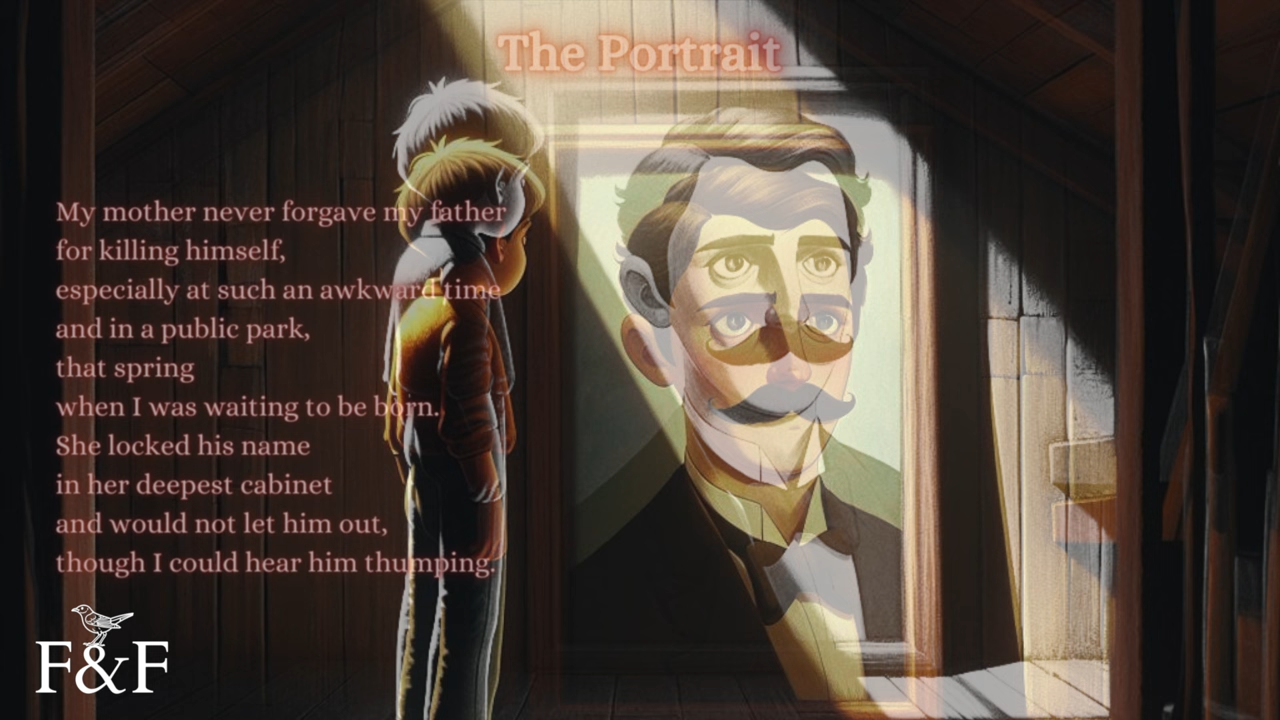 The Portrait
My mother never forgave my father
for killing himself,
especially at such an awkward time
and in a public park,
that spring
when I was waiting to be born.
She locked his name
in her deepest cabinet
and would not let him out,
though I could hear him thumping.
F&F